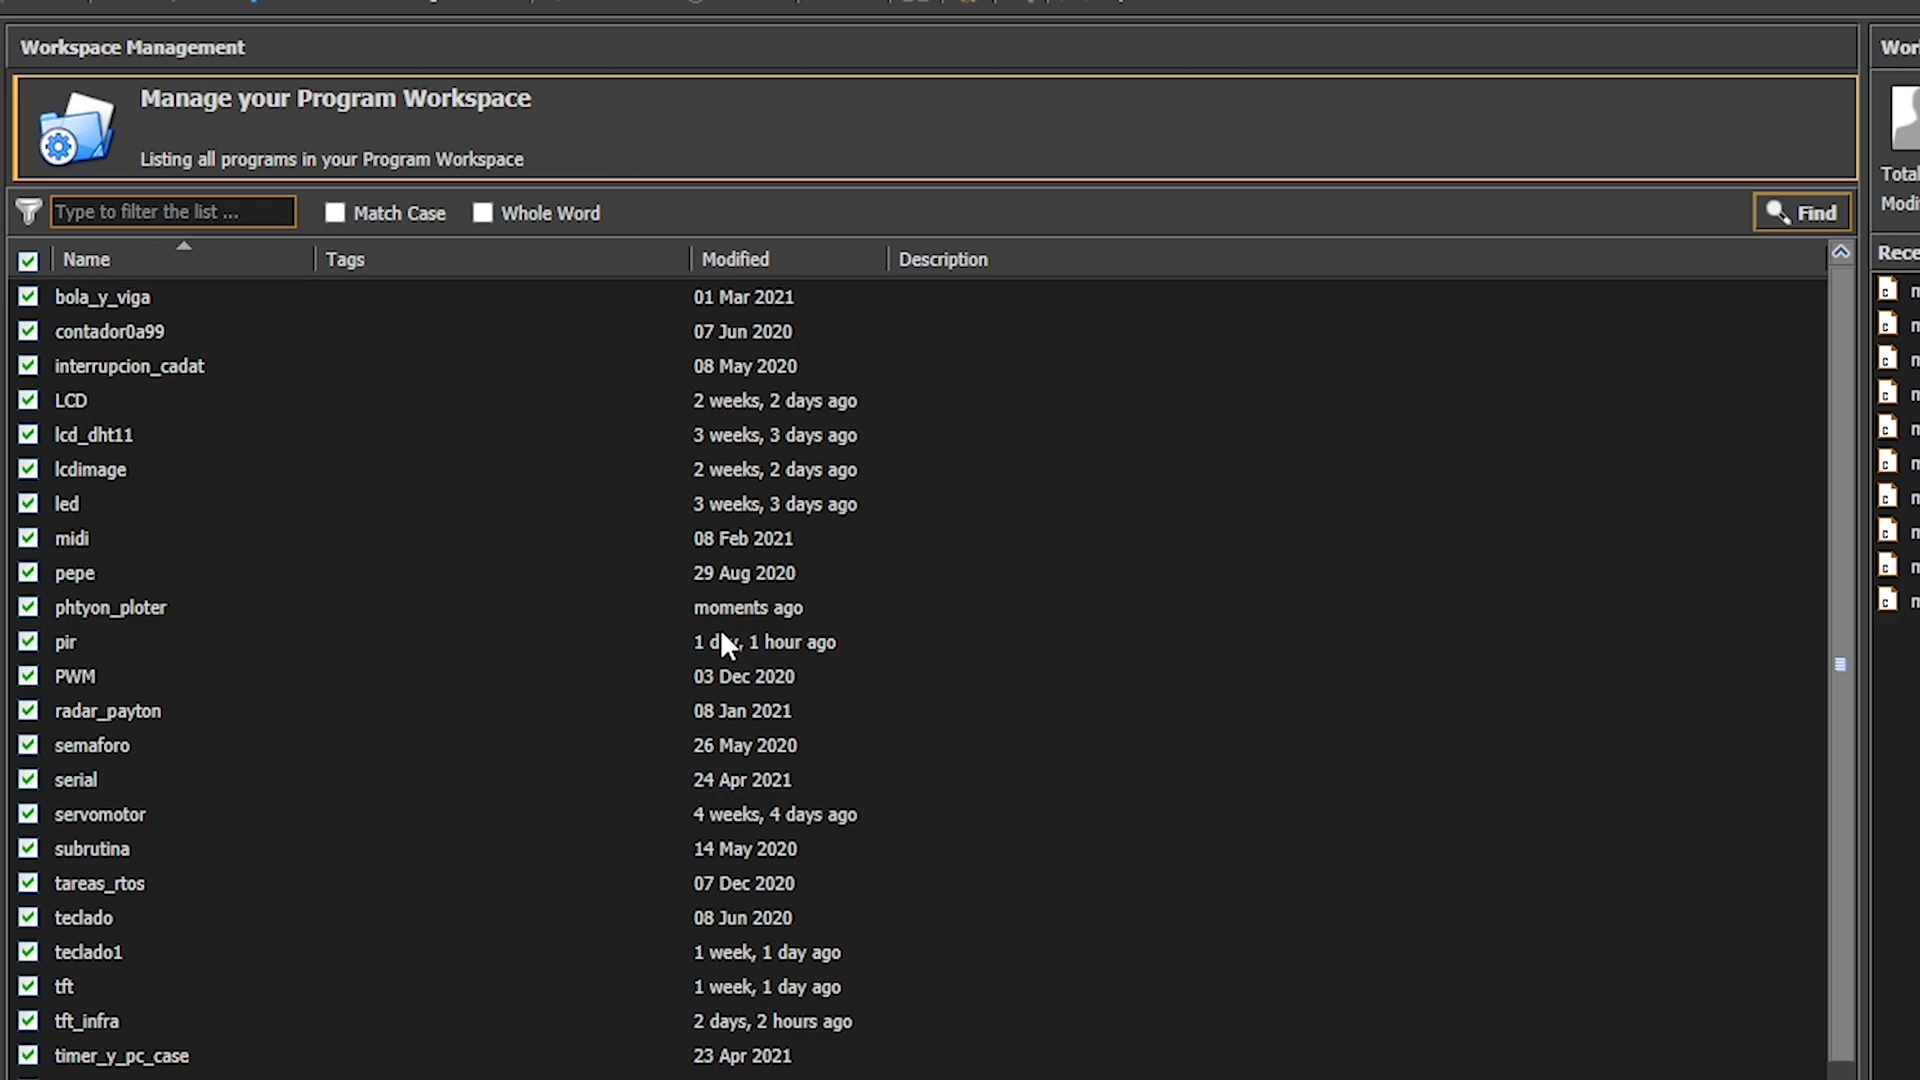 Workspace Management
Manage your Program Workspace
Listing all programs in your Program Workspace
Type to filter the list ... Match Case Whole Word Find
Name Tags Modified Description
bola_y_viga 01 Mar 2021
contador0a99 07 Jun 2020
interrupcion_cadat 08 May 2020
LCD 2 weeks, 2 days ago
lcd_dht11 3 weeks, 3 days ago
lcdimage 2 weeks, 2 days ago
led 3 weeks, 3 days ago
midi 08 Feb 2021
pepe 29 Aug 2020
phtyon_ploter moments ago
pir 1 day, 1 hour ago
PWM 03 Dec 2020
radar_payton 08 Jan 2021
semaforo 26 May 2020
serial 24 Apr 2021
servomotor 4 weeks, 4 days ago
subrutina 14 May 2020
tareas_rtos 07 Dec 2020
teclado 08 Jun 2020
teclado1 1 week, 1 day ago
tft 1 week, 1 day ago
tft_infra 2 days, 2 hours ago
timer_y_pc_case 23 Apr 2021
Total